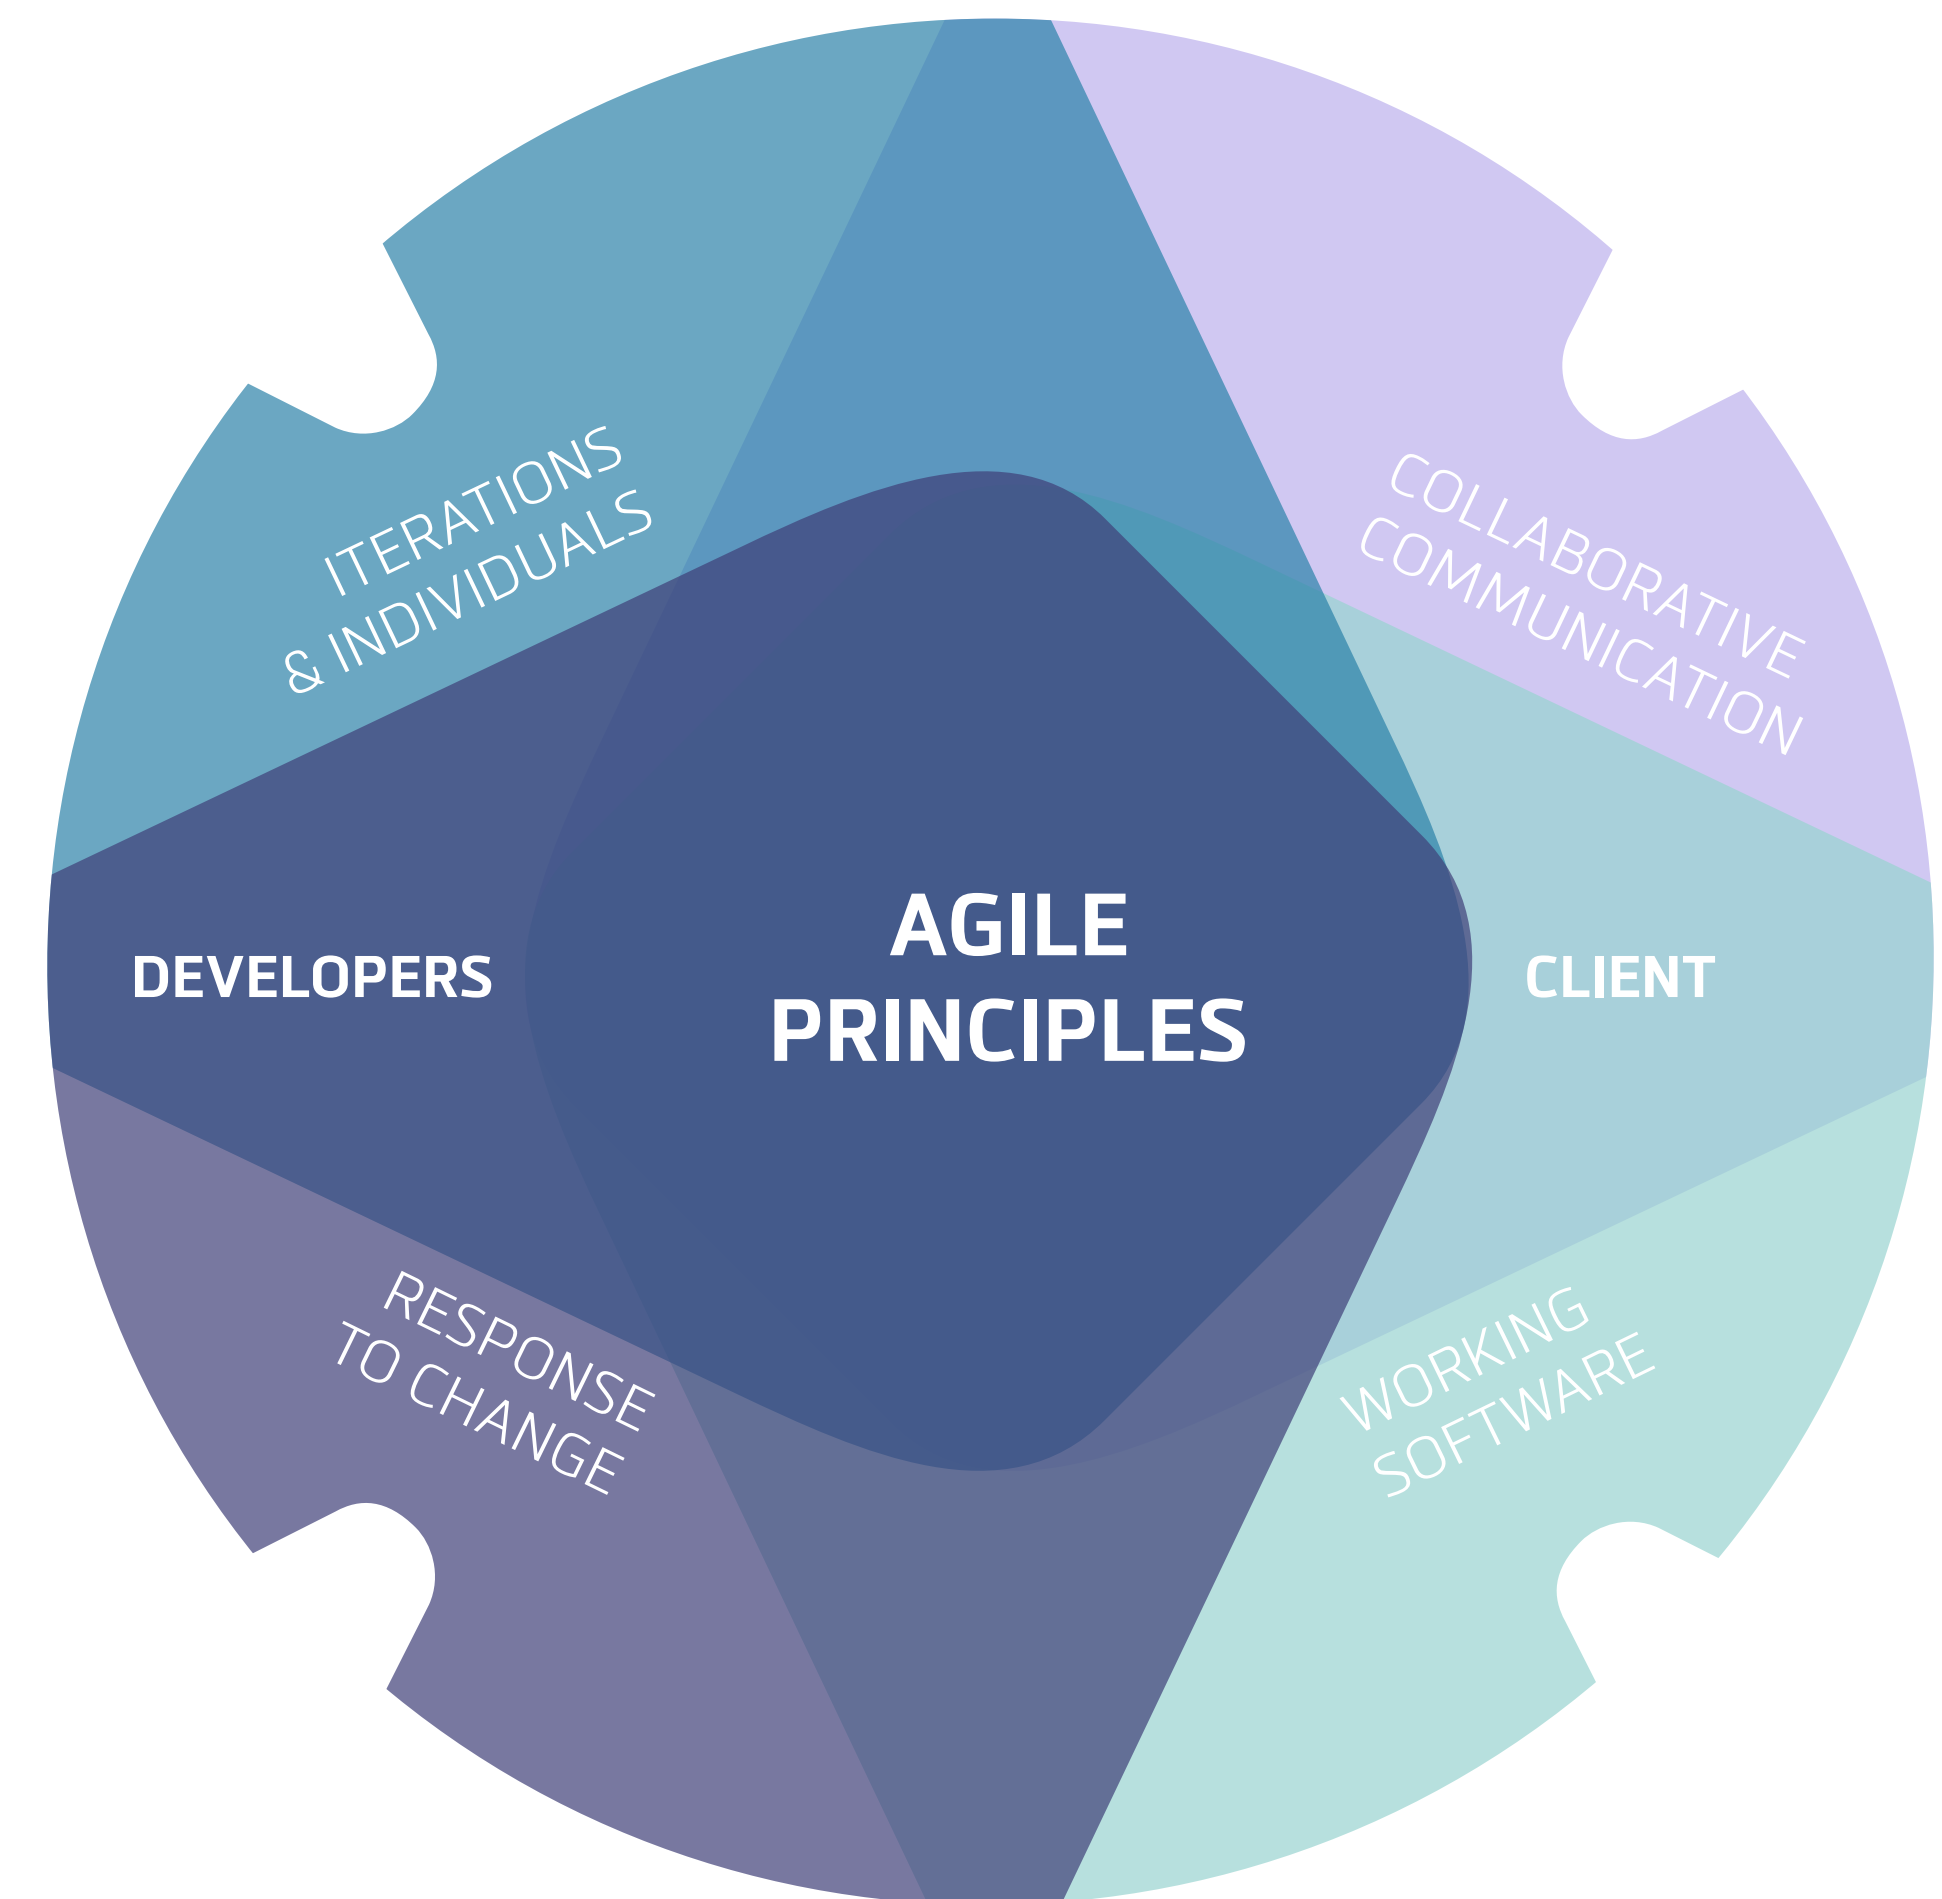 ITERATIONS
& INDIVIDUALS
COLLABORATIVE
COMMUNICATION
DEVELOPERS
AGILE
PRINCIPLES
CLIENT
RESPONSE
TO CHANGE
WORKING
SOFTWARE